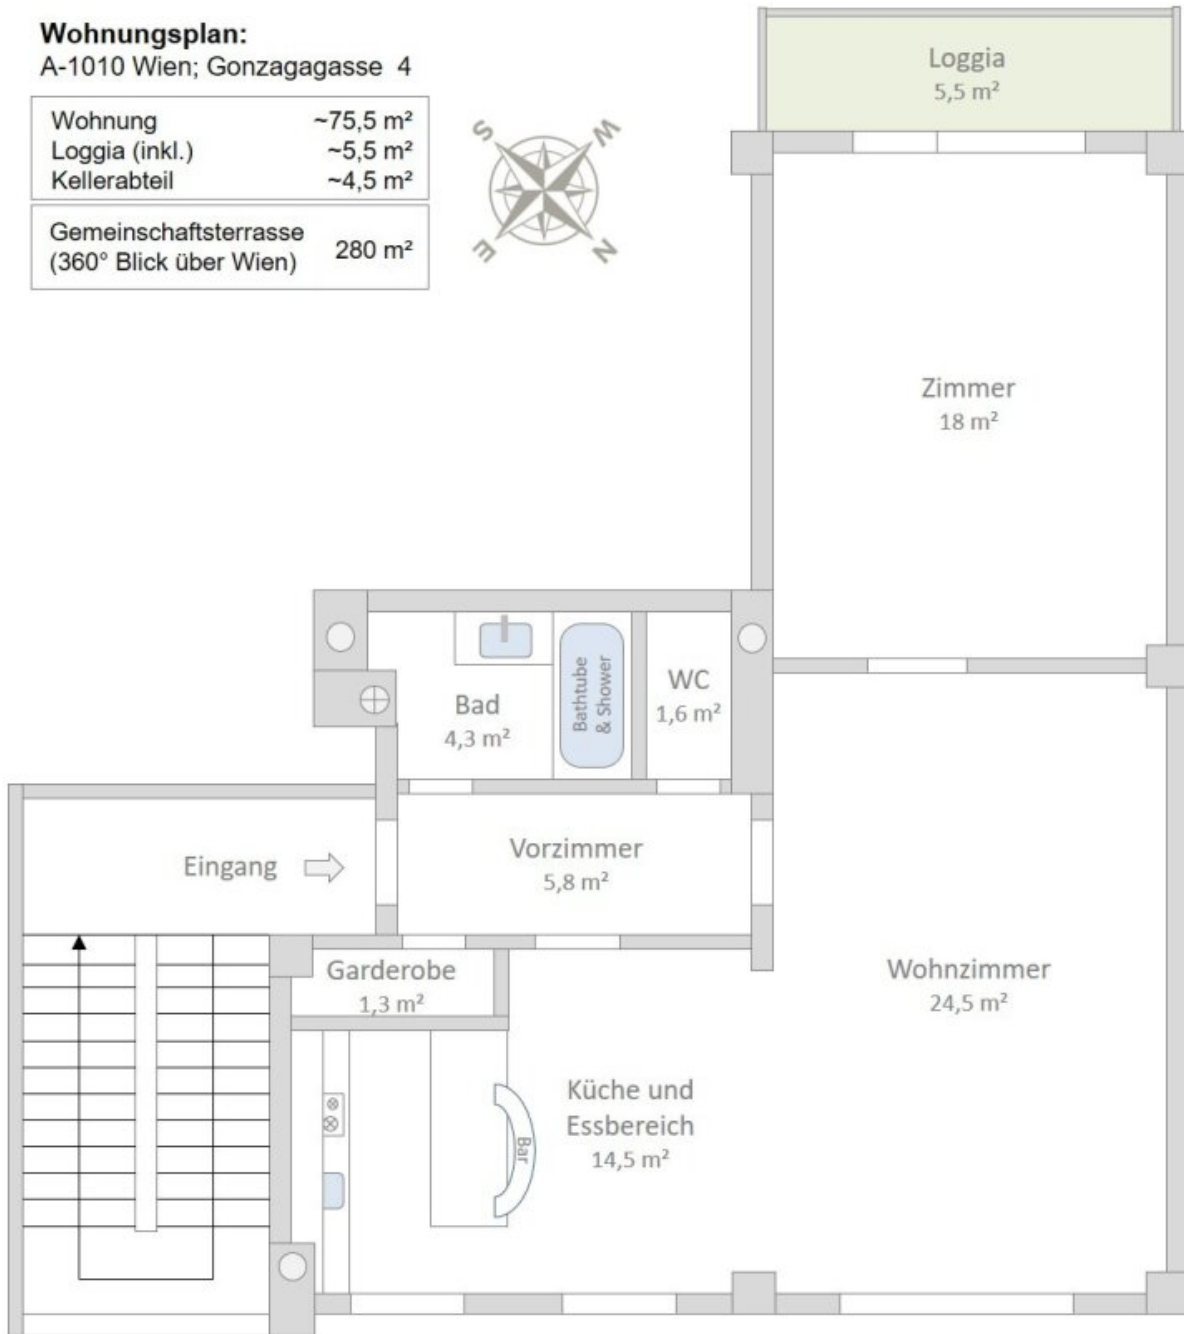 Wohnungsplan:
A-1010 Wien; Gonzagagasse 4
Wohnung ~75,5 m²
Loggia (inkl.) ~5,5 m²
Kellerabteil ~4,5 m²
Gemeinschaftsterrasse
(360° Blick über Wien) 280 m²
S
W
E
N
Loggia
5,5 m²
Zimmer
18 m²
Bad
4,3 m²
Bathtube
& Shower
WC
1,6 m²
Eingang
Vorzimmer
5,8 m²
Garderobe
1,3 m²
Wohnzimmer
24,5 m²
Küche und
Essbereich
14,5 m²
Bar